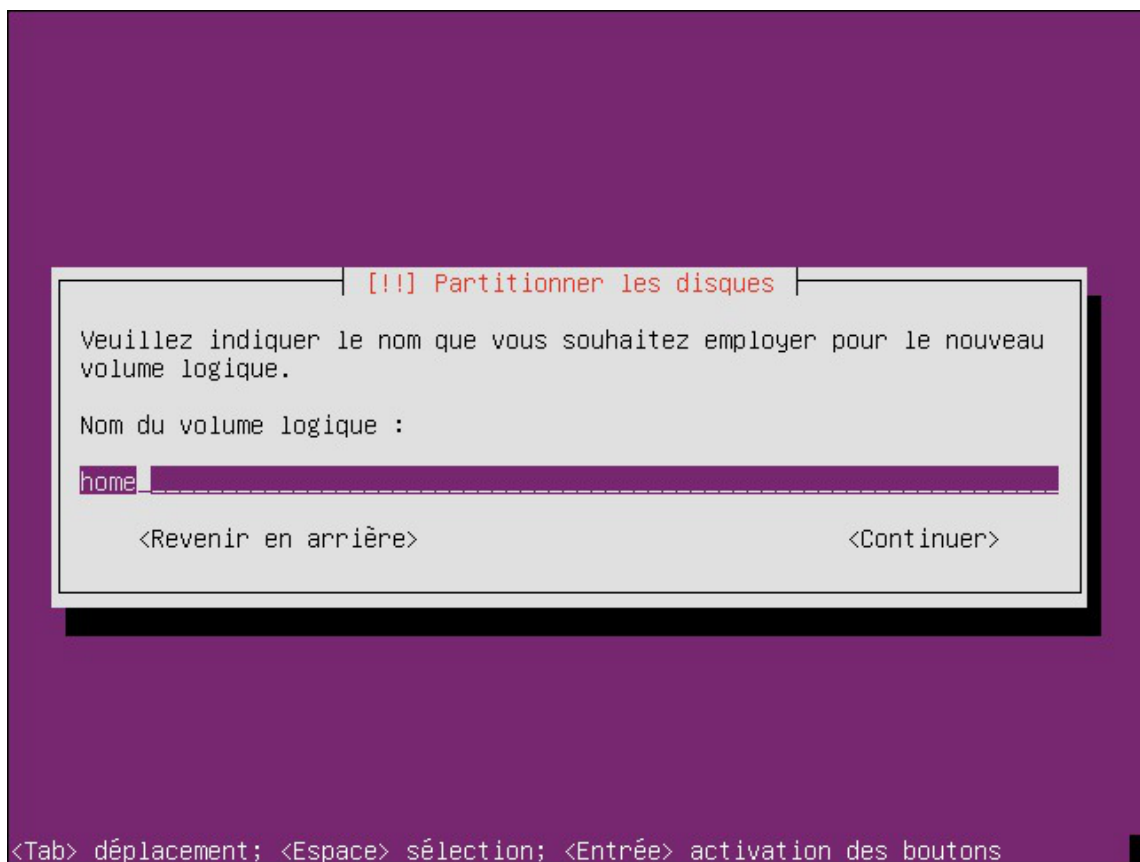 [!!] Partitionner les disques
Veuillez indiquer le nom que vous souhaitez employer pour le nouveau
volume logique.
Nom du volume logique :
home
<Revenir en arrière> <Continuer>
<Tab> déplacement; <Espace> sélection; <Entrée> activation des boutons